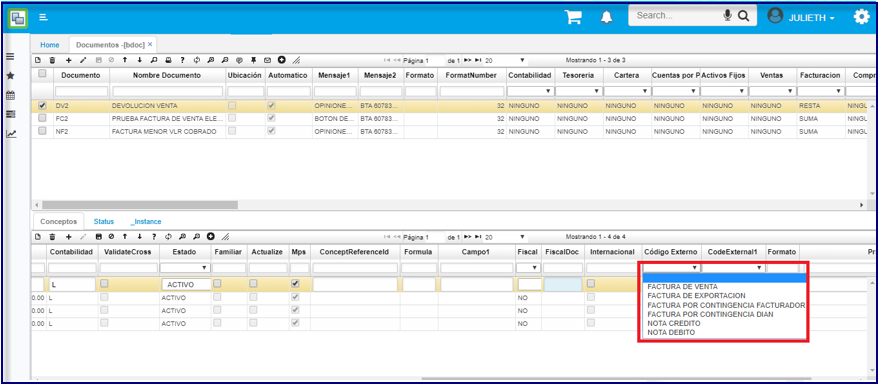 Search...
JULIETH
Home
Documentos -[bdoc] ×
Página 1 de 1 20 Mostrando 1 - 3 de 3
Documento Nombre Documento Ubicación Automatico Mensaje1 Mensaje2 Formato FormatNumber Contabilidad Tesoreria Cartera Cuentas por P Activos Fijos Ventas Facturacion Compr
DV2 DEVOLUCION VENTA OPINIONE... BTA 60783... 32 NINGUNO NINGUNO NINGUNO NINGUNO NINGUNO NINGUNO RESTA NINGU
FC2 PRUEBA FACTURA DE VENTA ELE... BOTON DE... BTA 60783... 32 NINGUNO NINGUNO NINGUNO NINGUNO NINGUNO NINGUNO SUMA NINGU
NF2 FACTURA MENOR VLR COBRADO OPINIONE... BTA 60783... 32 NINGUNO NINGUNO NINGUNO NINGUNO NINGUNO NINGUNO SUMA NINGU
Conceptos Status _Instance
Página 1 de 1 20 Mostrando 1 - 4 de 4
Contabilidad ValidateCross Estado Familiar Actualize Mps ConceptReferenceId Formula Campo1 Fiscal FiscalDoc Internacional Código Externo CodeExternal1 Formato Pr
L ACTIVO
0.00 L ACTIVO NO
0.00 L ACTIVO NO
0.00 L ACTIVO NO
FACTURA DE VENTA
FACTURA DE EXPORTACION
FACTURA POR CONTINGENCIA FACTURADOR
FACTURA POR CONTINGENCIA DIAN
NOTA CREDITO
NOTA DEBITO